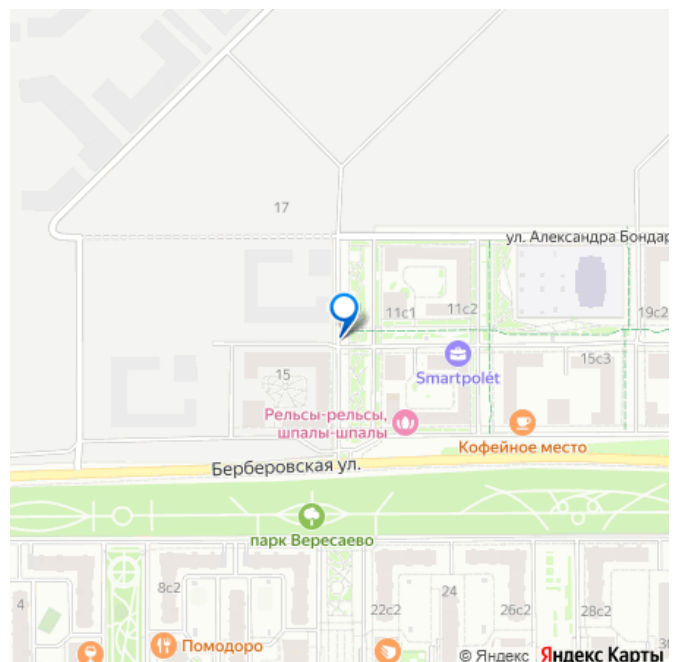 17
ул. Александра Бондар
11с1
11с2
19с2
Smartpolét
15с3
15
Рельсы-рельсы,
шпалы-шпалы
Кофейное место
Берберовская ул.
парк Вересаево
8с2
24
4
22с2
26с2
28с2
Помодоро
© Яндекс Яндекс Карты